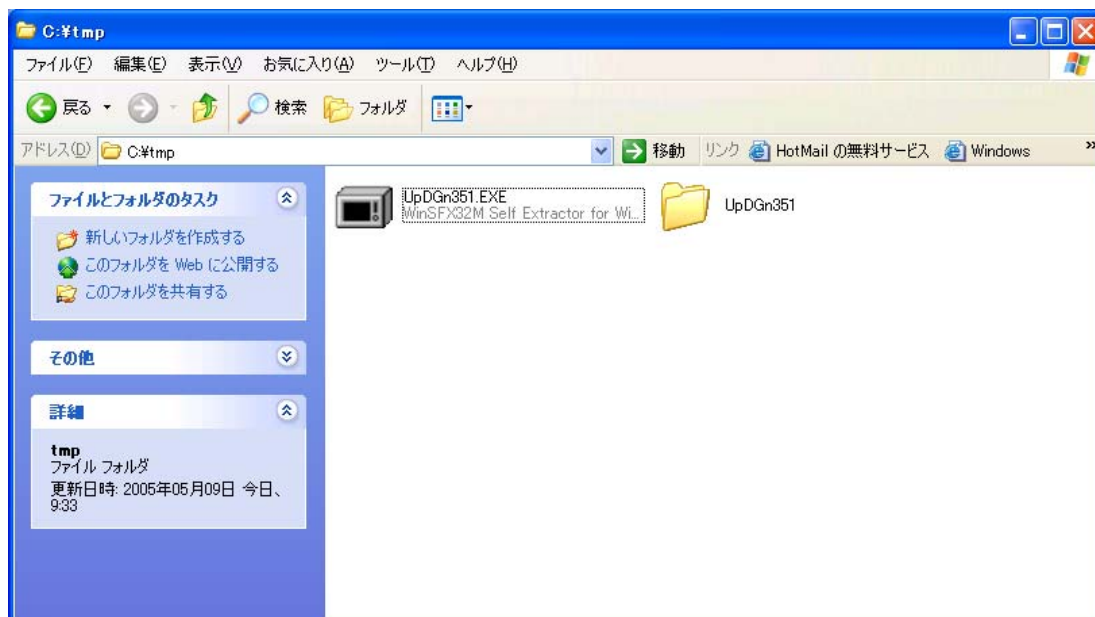 C:¥tmp
ファイル(F) 編集(E) 表示(V) お気に入り(A) ツール(T) ヘルプ(H)
戻る 検索 フォルダ
アドレス(D) C:¥tmp 移動 リンク HotMail の無料サービス Windows »
ファイルとフォルダのタスク
新しいフォルダを作成する
このフォルダを Web に公開する
このフォルダを共有する
その他
詳細
tmp
ファイル フォルダ
更新日時: 2005年05月09日 今日、
9:33
UpDGn351.EXE
WinSFX32M Self Extractor for Wi...
UpDGn351